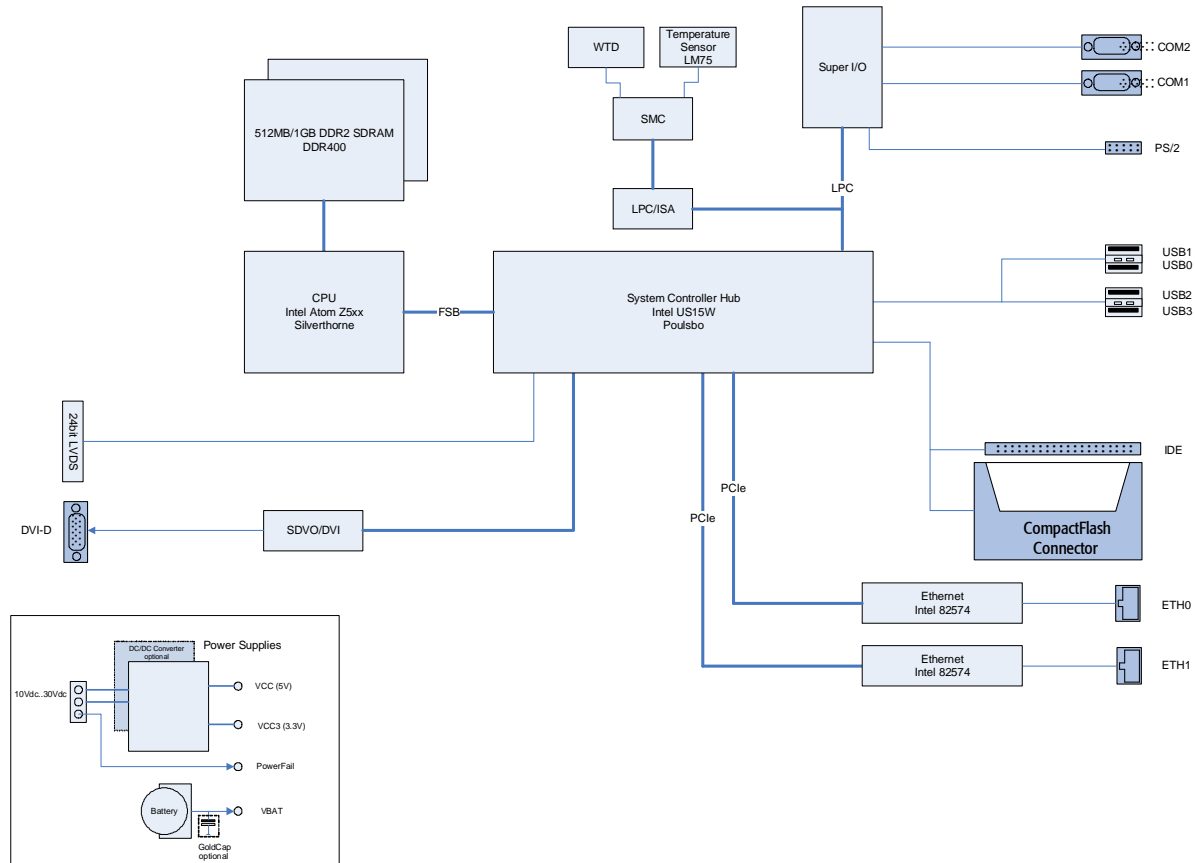 WTD
Temperature
Sensor
LM75
Super I/O
COM2
COM1
512MB/1GB DDR2 SDRAM
DDR400
SMC
PS/2
LPC
LPC/ISA
CPU
Intel Atom Z5xx
Silverthorne
FSB
System Controller Hub
Intel US15W
Poulsbo
USB1
USB0
USB2
USB3
24bit LVDS
IDE
PCIe
PCIe
DVI-D
SDVO/DVI
CompactFlash
Connector
Ethernet
Intel 82574
ETH0
Ethernet
Intel 82574
ETH1
DC/DC Converter
optional
Power Supplies
10Vdc..30Vdc
VCC (5V)
VCC3 (3.3V)
PowerFail
Battery
VBAT
GoldCap
optional